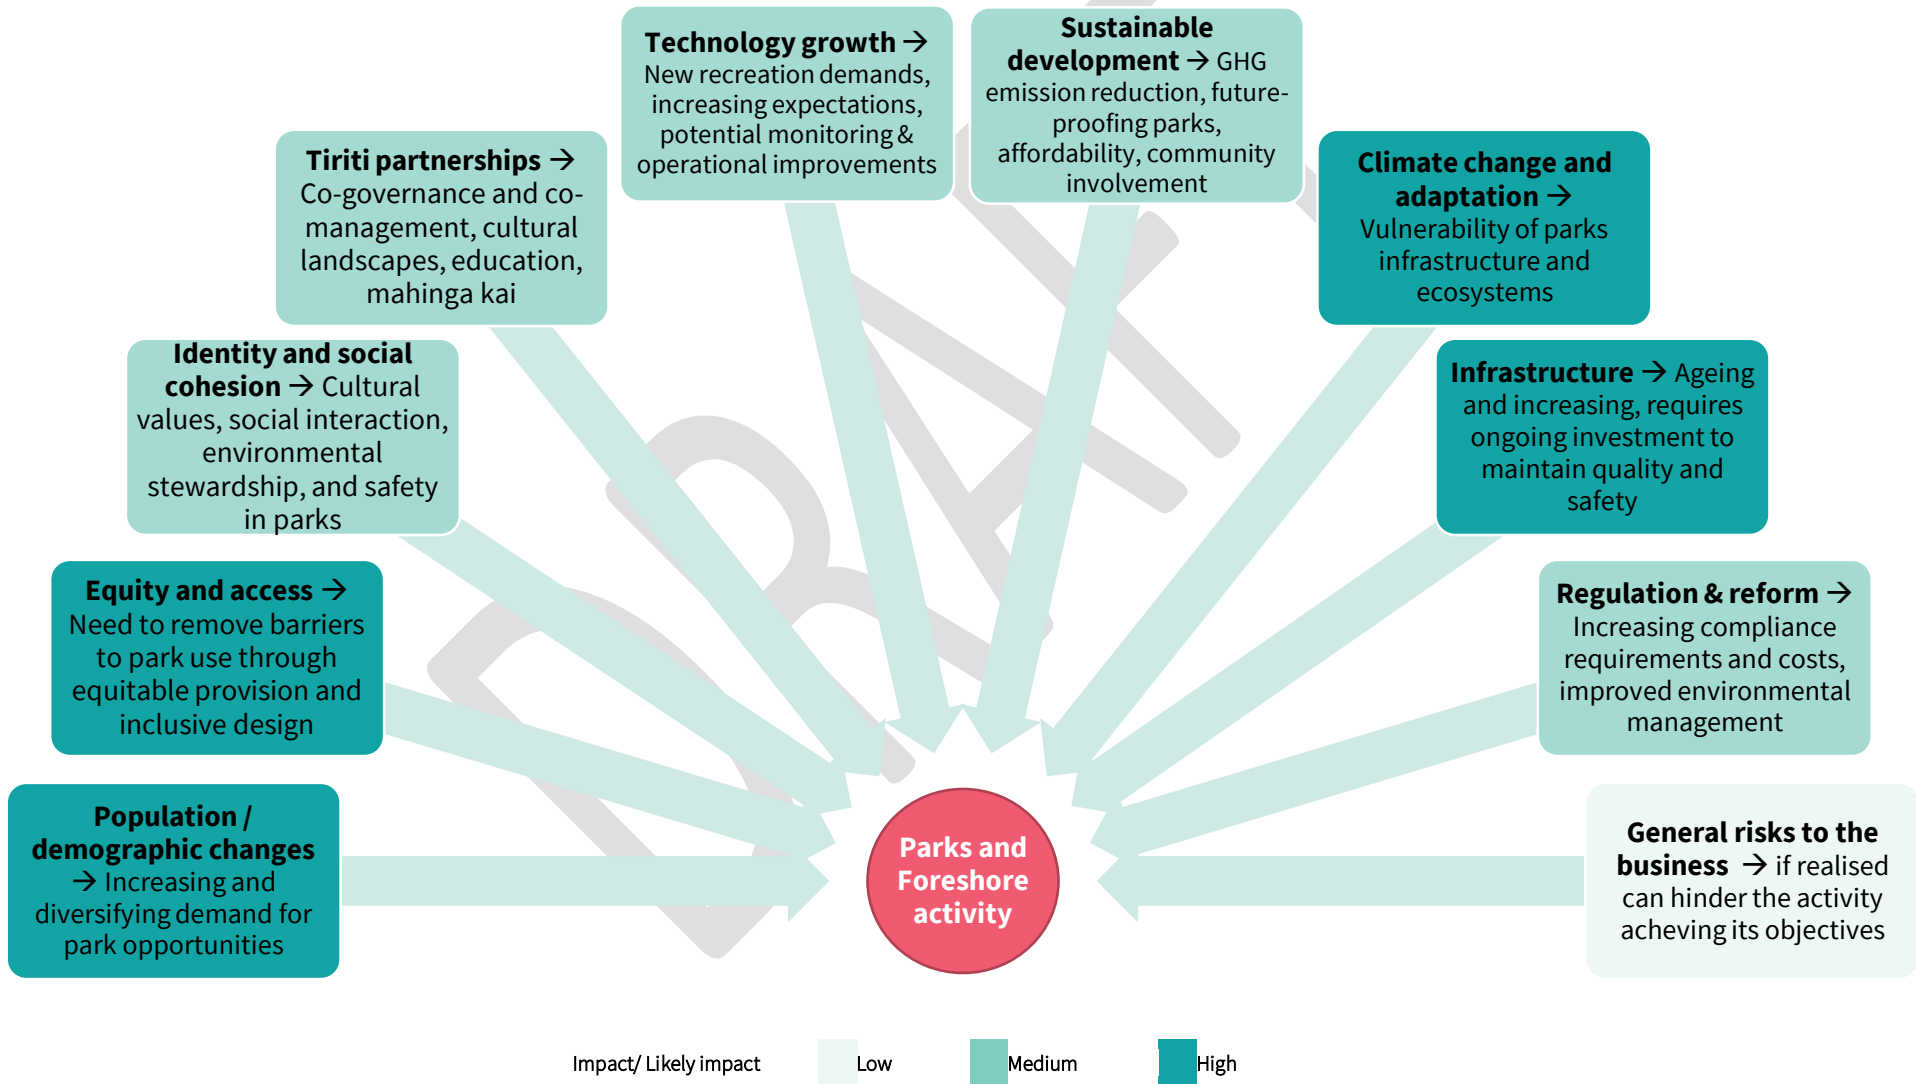 Technology growth →
New recreation demands,
increasing expectations,
potential monitoring &
operational improvements
Sustainable
development → GHG
emission reduction, future-
proofing parks,
affordability, community
involvement
Tiriti partnerships →
Co-governance and co-
management, cultural
landscapes, education,
mahinga kai
Climate change and
adaptation →
Vulnerability of parks
infrastructure and
ecosystems
Identity and social
cohesion → Cultural
values, social interaction,
environmental
stewardship, and safety
in parks
Infrastructure → Ageing
and increasing, requires
ongoing investment to
maintain quality and
safety
Equity and access →
Need to remove barriers
to park use through
equitable provision and
inclusive design
Regulation & reform →
Increasing compliance
requirements and costs,
improved environmental
management
Population /
demographic changes
→ Increasing and
diversifying demand for
park opportunities
Parks and
Foreshore
activity
General risks to the
business → if realised
can hinder the activity
acheving its objectives
Impact/ Likely impact
Low
Medium
High
DRAFT